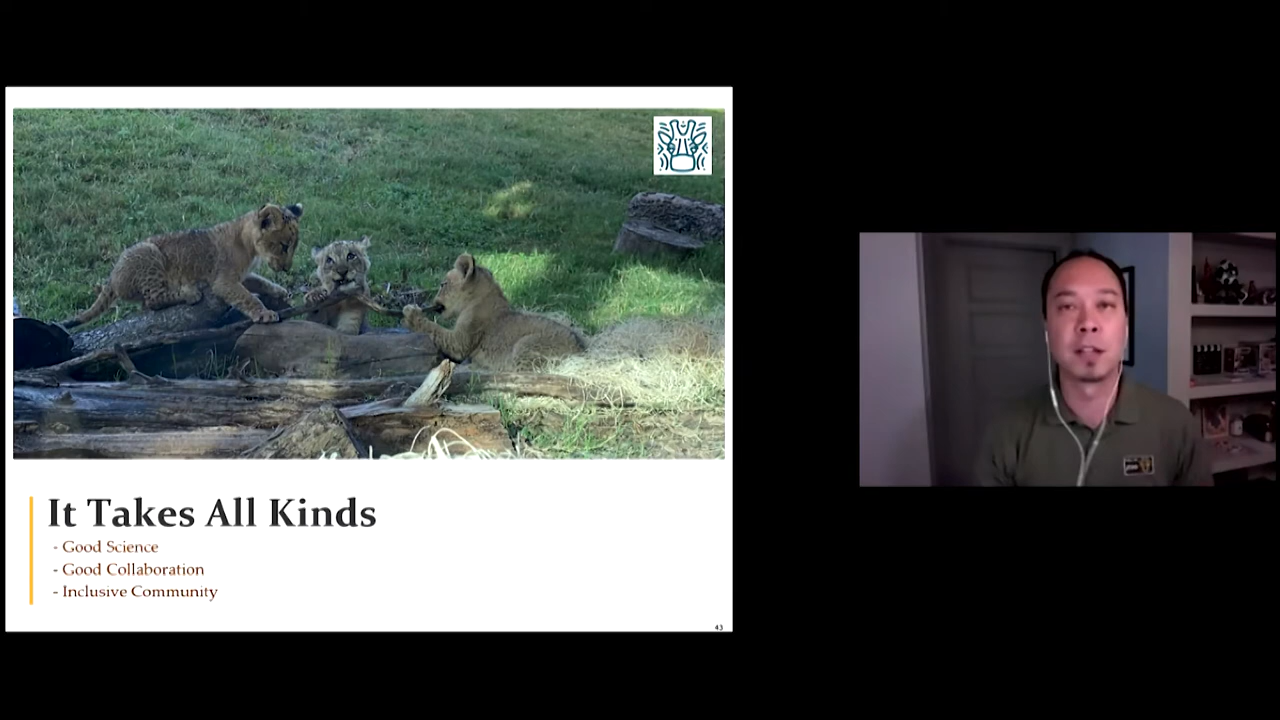 It Takes All Kinds
- Good Science
- Good Collaboration
- Inclusive Community
43